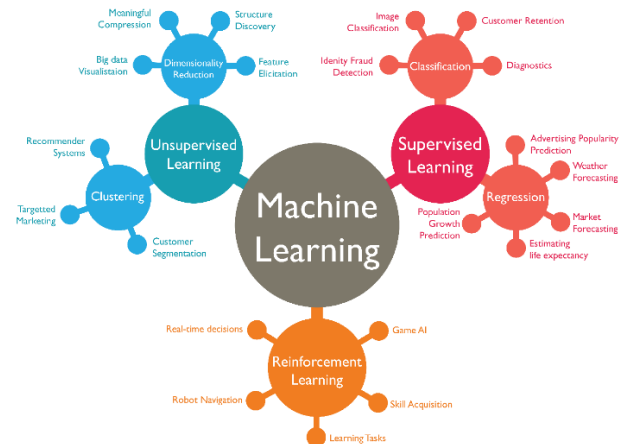 Meaningful
Compression
Structure
Discovery
Big data
Visualistaion
Dimensionality
Reduction
Feature
Elicitation
Unsupervised
Learning
Recommender
Systems
Clustering
Targetted
Marketing
Customer
Segmentation
Machine
Learning
Image
Classification
Customer Retention
Idenity Fraud
Detection
Classification
Diagnostics
Supervised
Learning
Advertising Popularity
Prediction
Weather
Forecasting
Regression
Population
Growth
Prediction
Market
Forecasting
Estimating
life expectancy
Real-time decisions
Game AI
Reinforcement
Learning
Robot Navigation
Skill Acquisition
Learning Tasks